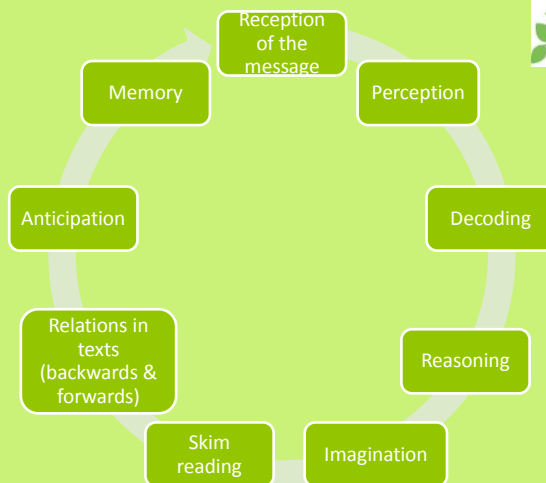 Reception
of the
message
Perception
Decoding
Reasoning
Imagination
Skim
reading
Relations in
texts
(backwards &
forwards)
Anticipation
Memory